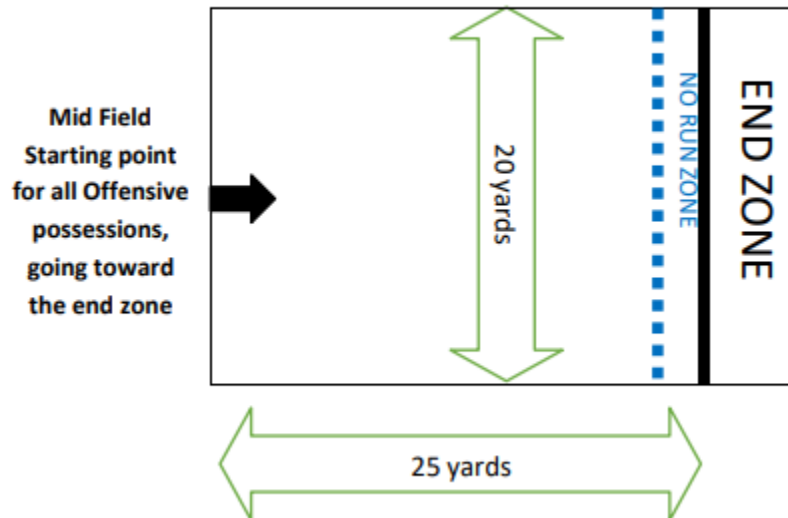 Mid Field
Starting point
for all Offensive
possessions,
going toward
the end zone
20 yards
NO RUN ZONE
END ZONE
25 yards